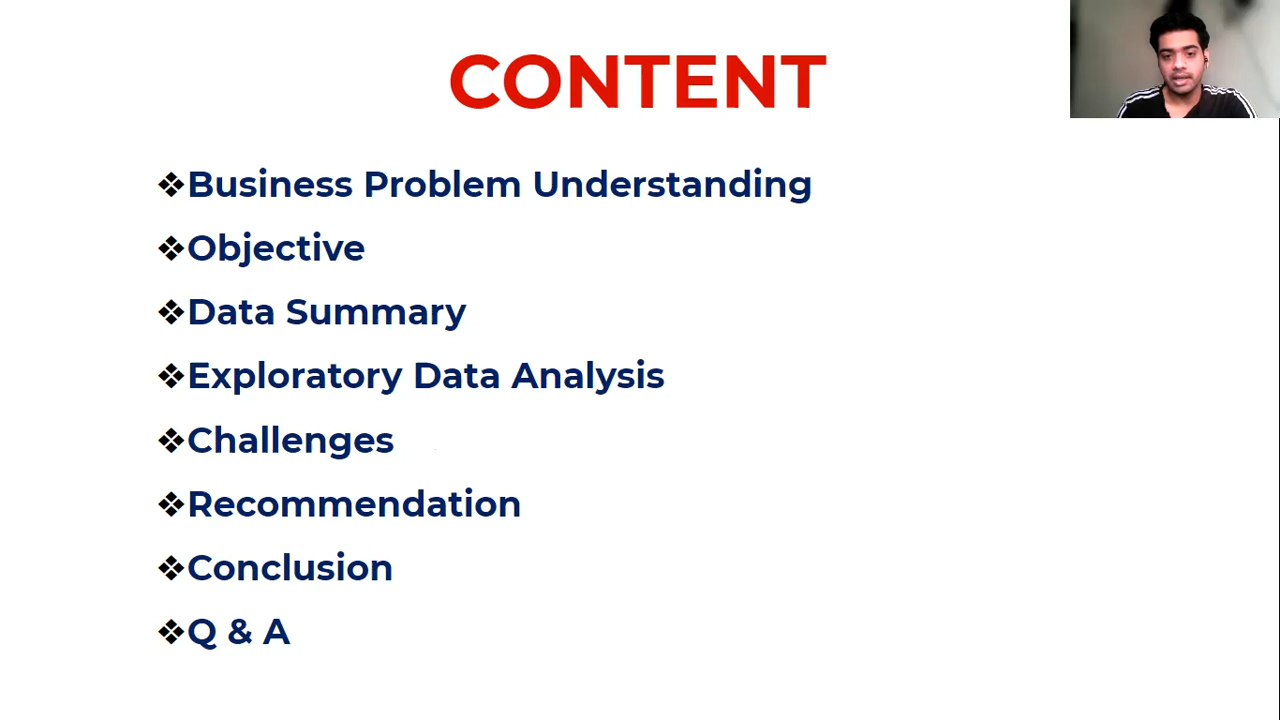 CONTENT
❖Business Problem Understanding
❖Objective
❖Data Summary
❖Exploratory Data Analysis
❖Challenges
❖Recommendation
❖Conclusion
❖Q & A